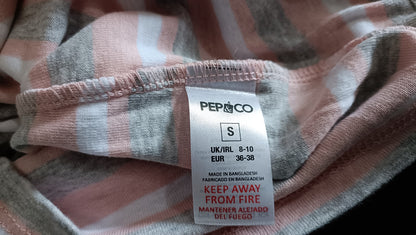 PEP&CO
S
UK/IRL 8-10
EUR 36-38
MADE IN BANGLADESH
FABRICADO EN BANGLADESH
KEEP AWAY
FROM FIRE
MANTENER ALEJADO
DEL FUEGO